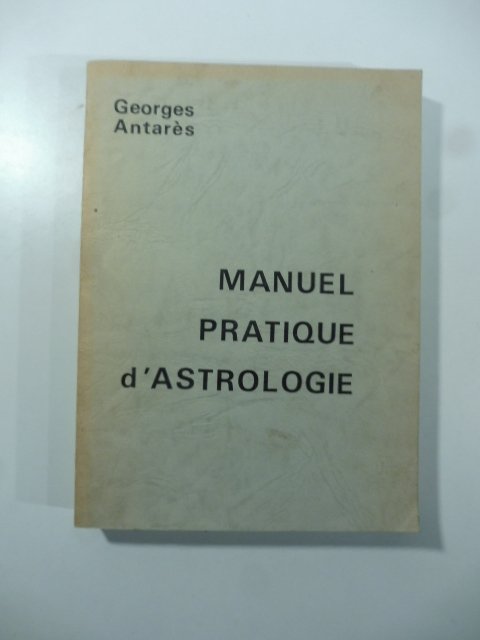 Georges
Antarès
MANUEL
PRATIQUE
d'ASTROLOGIE